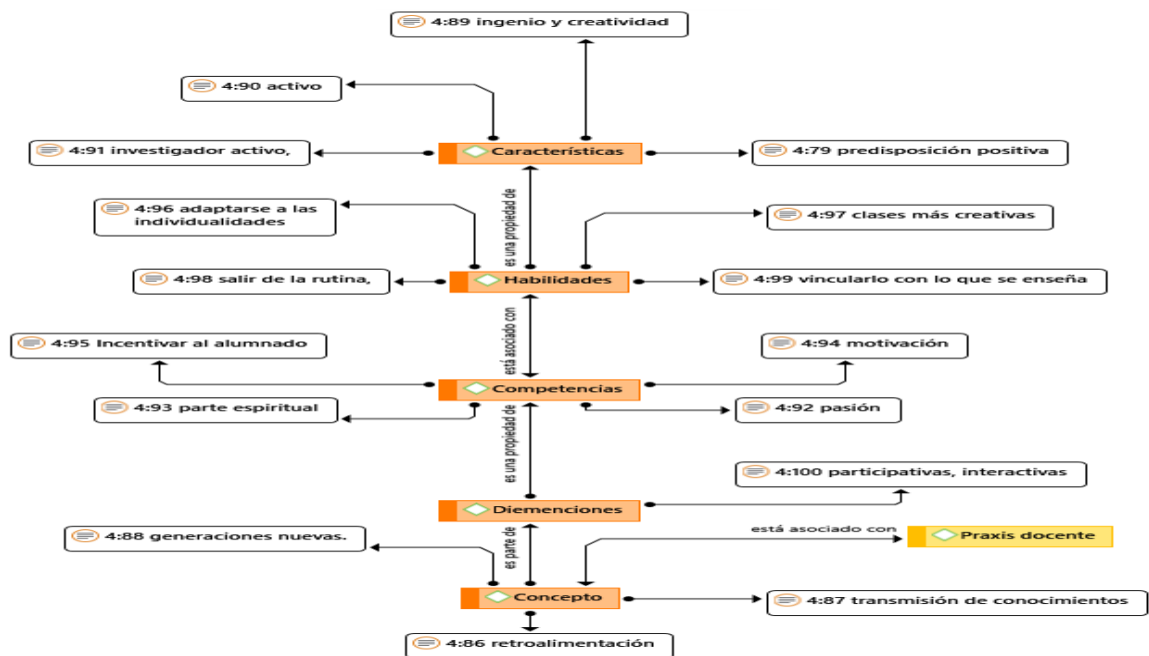 4:89 ingenio y creatividad
4:90 activo
4:91 investigador activo,
Características
4:79 predisposición positiva
es una propiedad de
4:96 adaptarse a las
individualidades
4:97 clases más creativas
4:98 salir de la rutina,
Habilidades
4:99 vincularlo con lo que se enseña
está asociado con
4:95 Incentivar al alumnado
4:94 motivación
Competencias
4:93 parte espiritual
4:92 pasión
es una propiedad de
4:100 participativas, interactivas
Diemenciones
4:88 generaciones nuevas.
es parte de
está asociado con
Praxis docente
Concepto
4:87 transmisión de conocimientos
4:86 retroalimentación